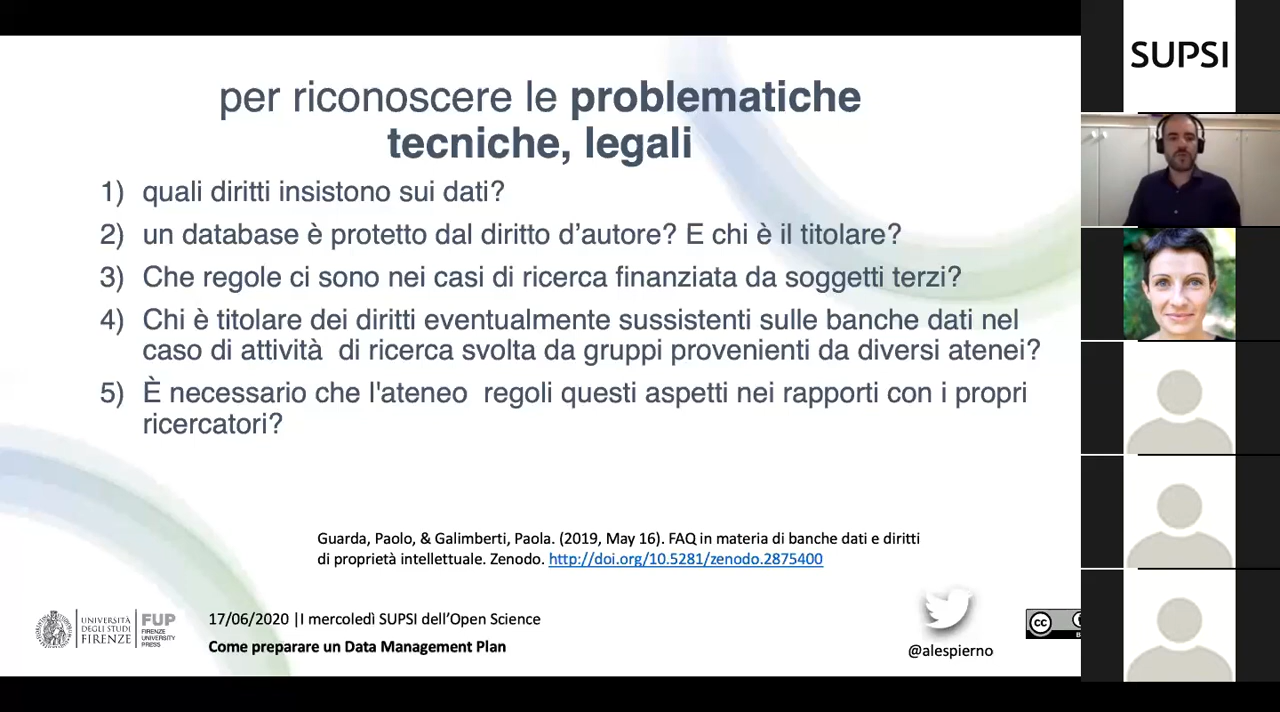 per riconoscere le problematiche
tecniche, legali
1) quali diritti insistono sui dati?
2) un database è protetto dal diritto d’autore? E chi è il titolare?
3) Che regole ci sono nei casi di ricerca finanziata da soggetti terzi?
4) Chi è titolare dei diritti eventualmente sussistenti sulle banche dati nel
caso di attività  di ricerca svolta da gruppi provenienti da diversi atenei?
5) È necessario che l'ateneo  regoli questi aspetti nei rapporti con i propri
ricercatori?
Guarda, Paolo, & Galimberti, Paola. (2019, May 16). FAQ in materia di banche dati e diritti
di proprietà intellettuale. Zenodo. http://doi.org/10.5281/zenodo.2875400
UNIVERSITÀ
DEGLI STUDI
FIRENZE
FUP
FIRENZE
UNIVERSITY
PRESS
17/06/2020 |I mercoledì SUPSI dell’Open Science
Come preparare un Data Management Plan
@alespierno
cc
SUPSI